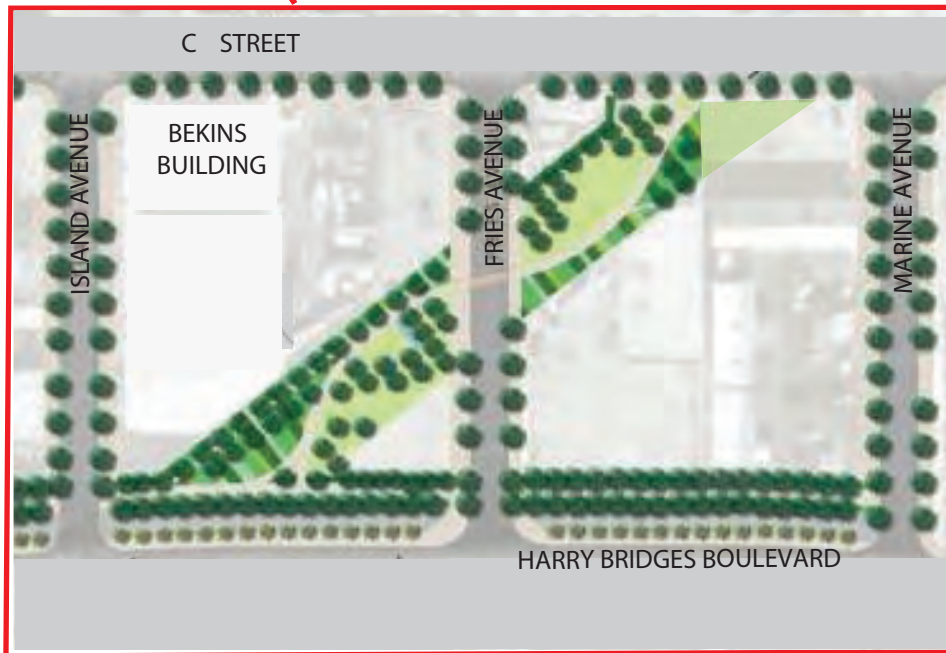 C STREET
BEKINS
BUILDING
ISLAND AVENUE
FRIES AVENUE
MARINE AVENUE
HARRY BRIDGES BOULEVARD